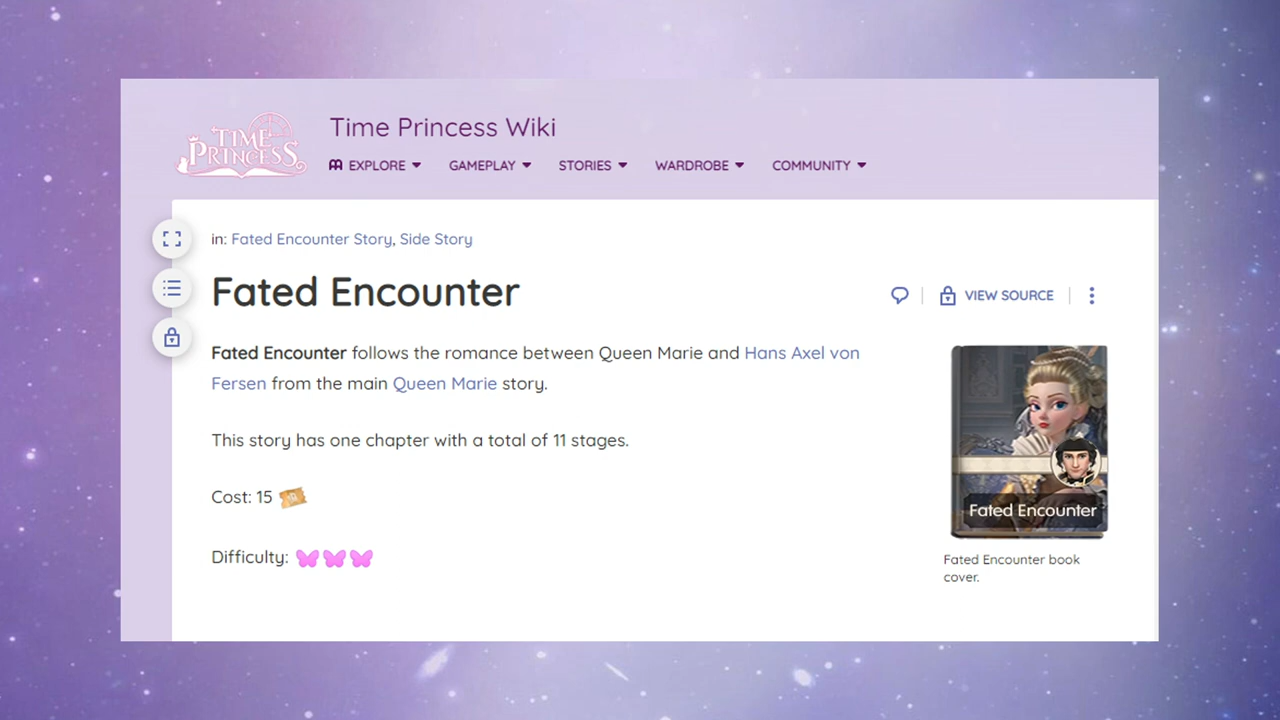 TIME
PRINCESS
Time Princess Wiki
EXPLORE
GAMEPLAY
STORIES
WARDROBE
COMMUNITY
in: Fated Encounter Story, Side Story
Fated Encounter
VIEW SOURCE
Fated Encounter follows the romance between Queen Marie and Hans Axel von
Fersen from the main Queen Marie story.
This story has one chapter with a total of 11 stages.
Cost: 15
Difficulty:
Fated Encounter
Fated Encounter book
cover.